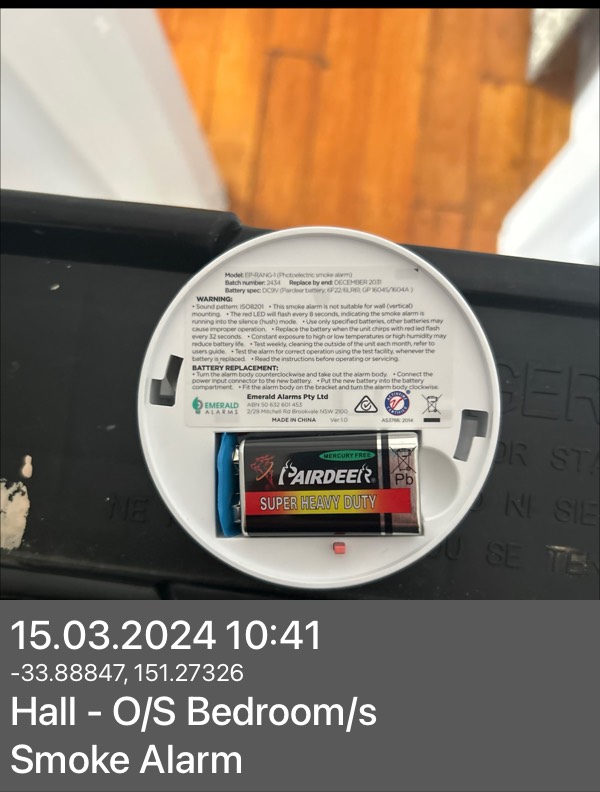 Model: EP-RANG-1 (Photoelectric smoke alarm)
Batch number: 2434 Replace by end: DECEMBER 2031
Battery spec: DC9V (Pairdeer battery, 6F22/6LR61, GP 1604S/1604A )
WARNING:
• Sound pattern: ISO8201 • This smoke alarm is not suitable for wall (vertical)
mounting. • The red LED will flash every 8 seconds, indicating the smoke alarm is
running into the silence (hush) mode. • Use only specified batteries, other batteries may
cause improper operation. • Replace the battery when the unit chirps with red led flash
every 32 seconds. • Constant exposure to high or low temperatures or high humidity may
reduce battery life. • Test weekly, cleaning the outside of the unit each month, refer to
users guide. • Test the alarm for correct operation using the test facility, whenever the
battery is replaced. • Read the instructions before operating or servicing.
BATTERY REPLACEMENT:
• Turn the alarm body counterclockwise and take out the alarm body. • Connect the
power input connector to the new battery. • Put the new battery into the battery
compartment. • Fit the alarm body on the bracket and turn the alarm body clockwise.
EMERALD
ALARMS
Emerald Alarms Pty Ltd
ABN 50 632 601 453
2/29 Mitchell Rd Brookvale NSW 2100
MADE IN CHINA Ver 1.0
AS3786:2014
MERCURY FREE
PAIRDEER
Pb
SUPER HEAVY DUTY
GER
OR STA
NE
NI SIE
U SE TEN
15.03.2024 10:41
-33.88847, 151.27326
Hall - O/S Bedroom/s
Smoke Alarm